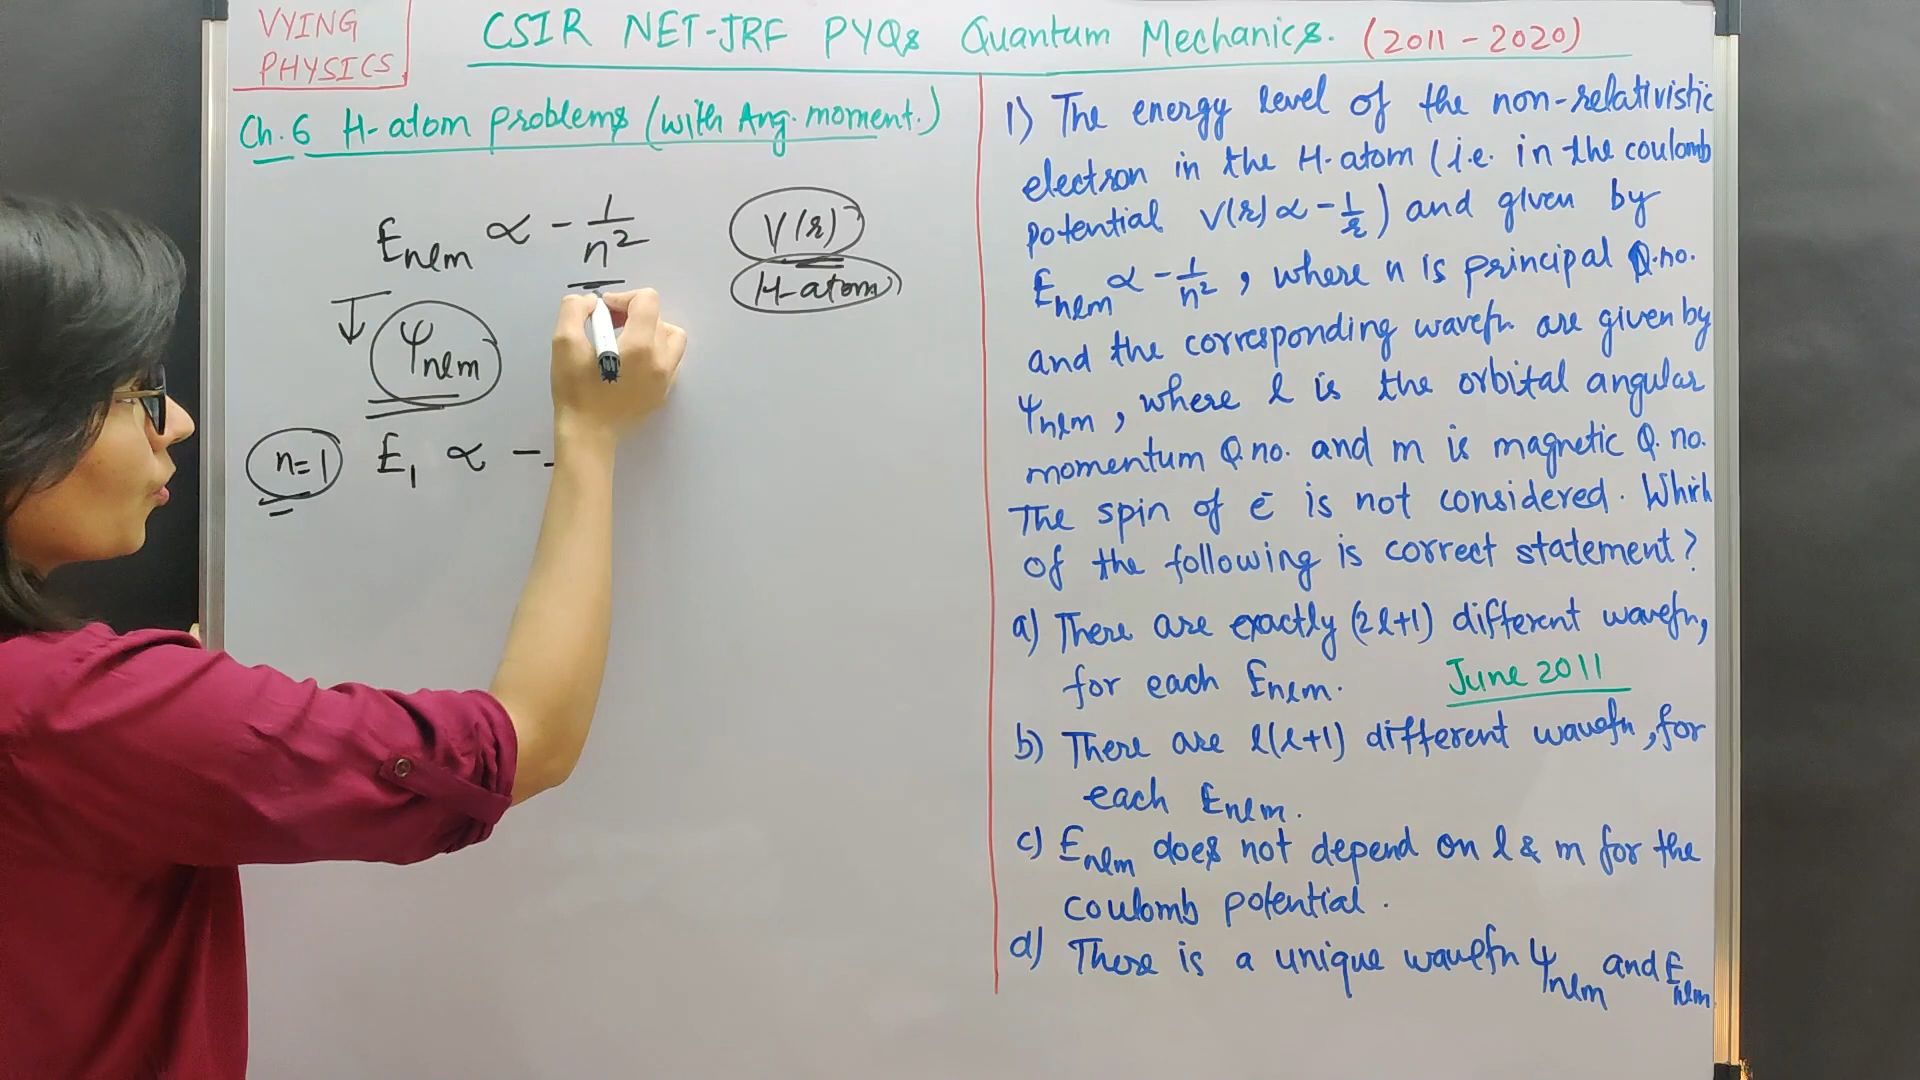 VYING
PHYSICS
CSIR NET-JRF PYQs Quantum Mechanics. (2011-2020)
Ch.6 H-atom problems (with Ang. moment.)
Enlm ∝ -1/n²
V(r)
H-atom
ψnlm
n=1 E₁ ∝ -
1) The energy level of the non-relativistic
electron in the H-atom (i.e. in the coulomb
potential V(r) ∝ -1/r) and given by
Enlm ∝ -1/n², where n is principal Q.no.
and the corresponding wavefn. are given by
ψnlm, where l is the orbital angular
momentum Q.no. and m is magnetic Q. no.
The spin of e⁻ is not considered. Which
of the following is correct statement?
a) There are exactly (2l+1) different wavefn,
for each Enlm.
June 2011
b) There are l(l+1) different wavefn, for
each Enlm.
c) Enlm does not depend on l & m for the
coulomb potential.
d) There is a unique wavefn ψnlm and Enlm